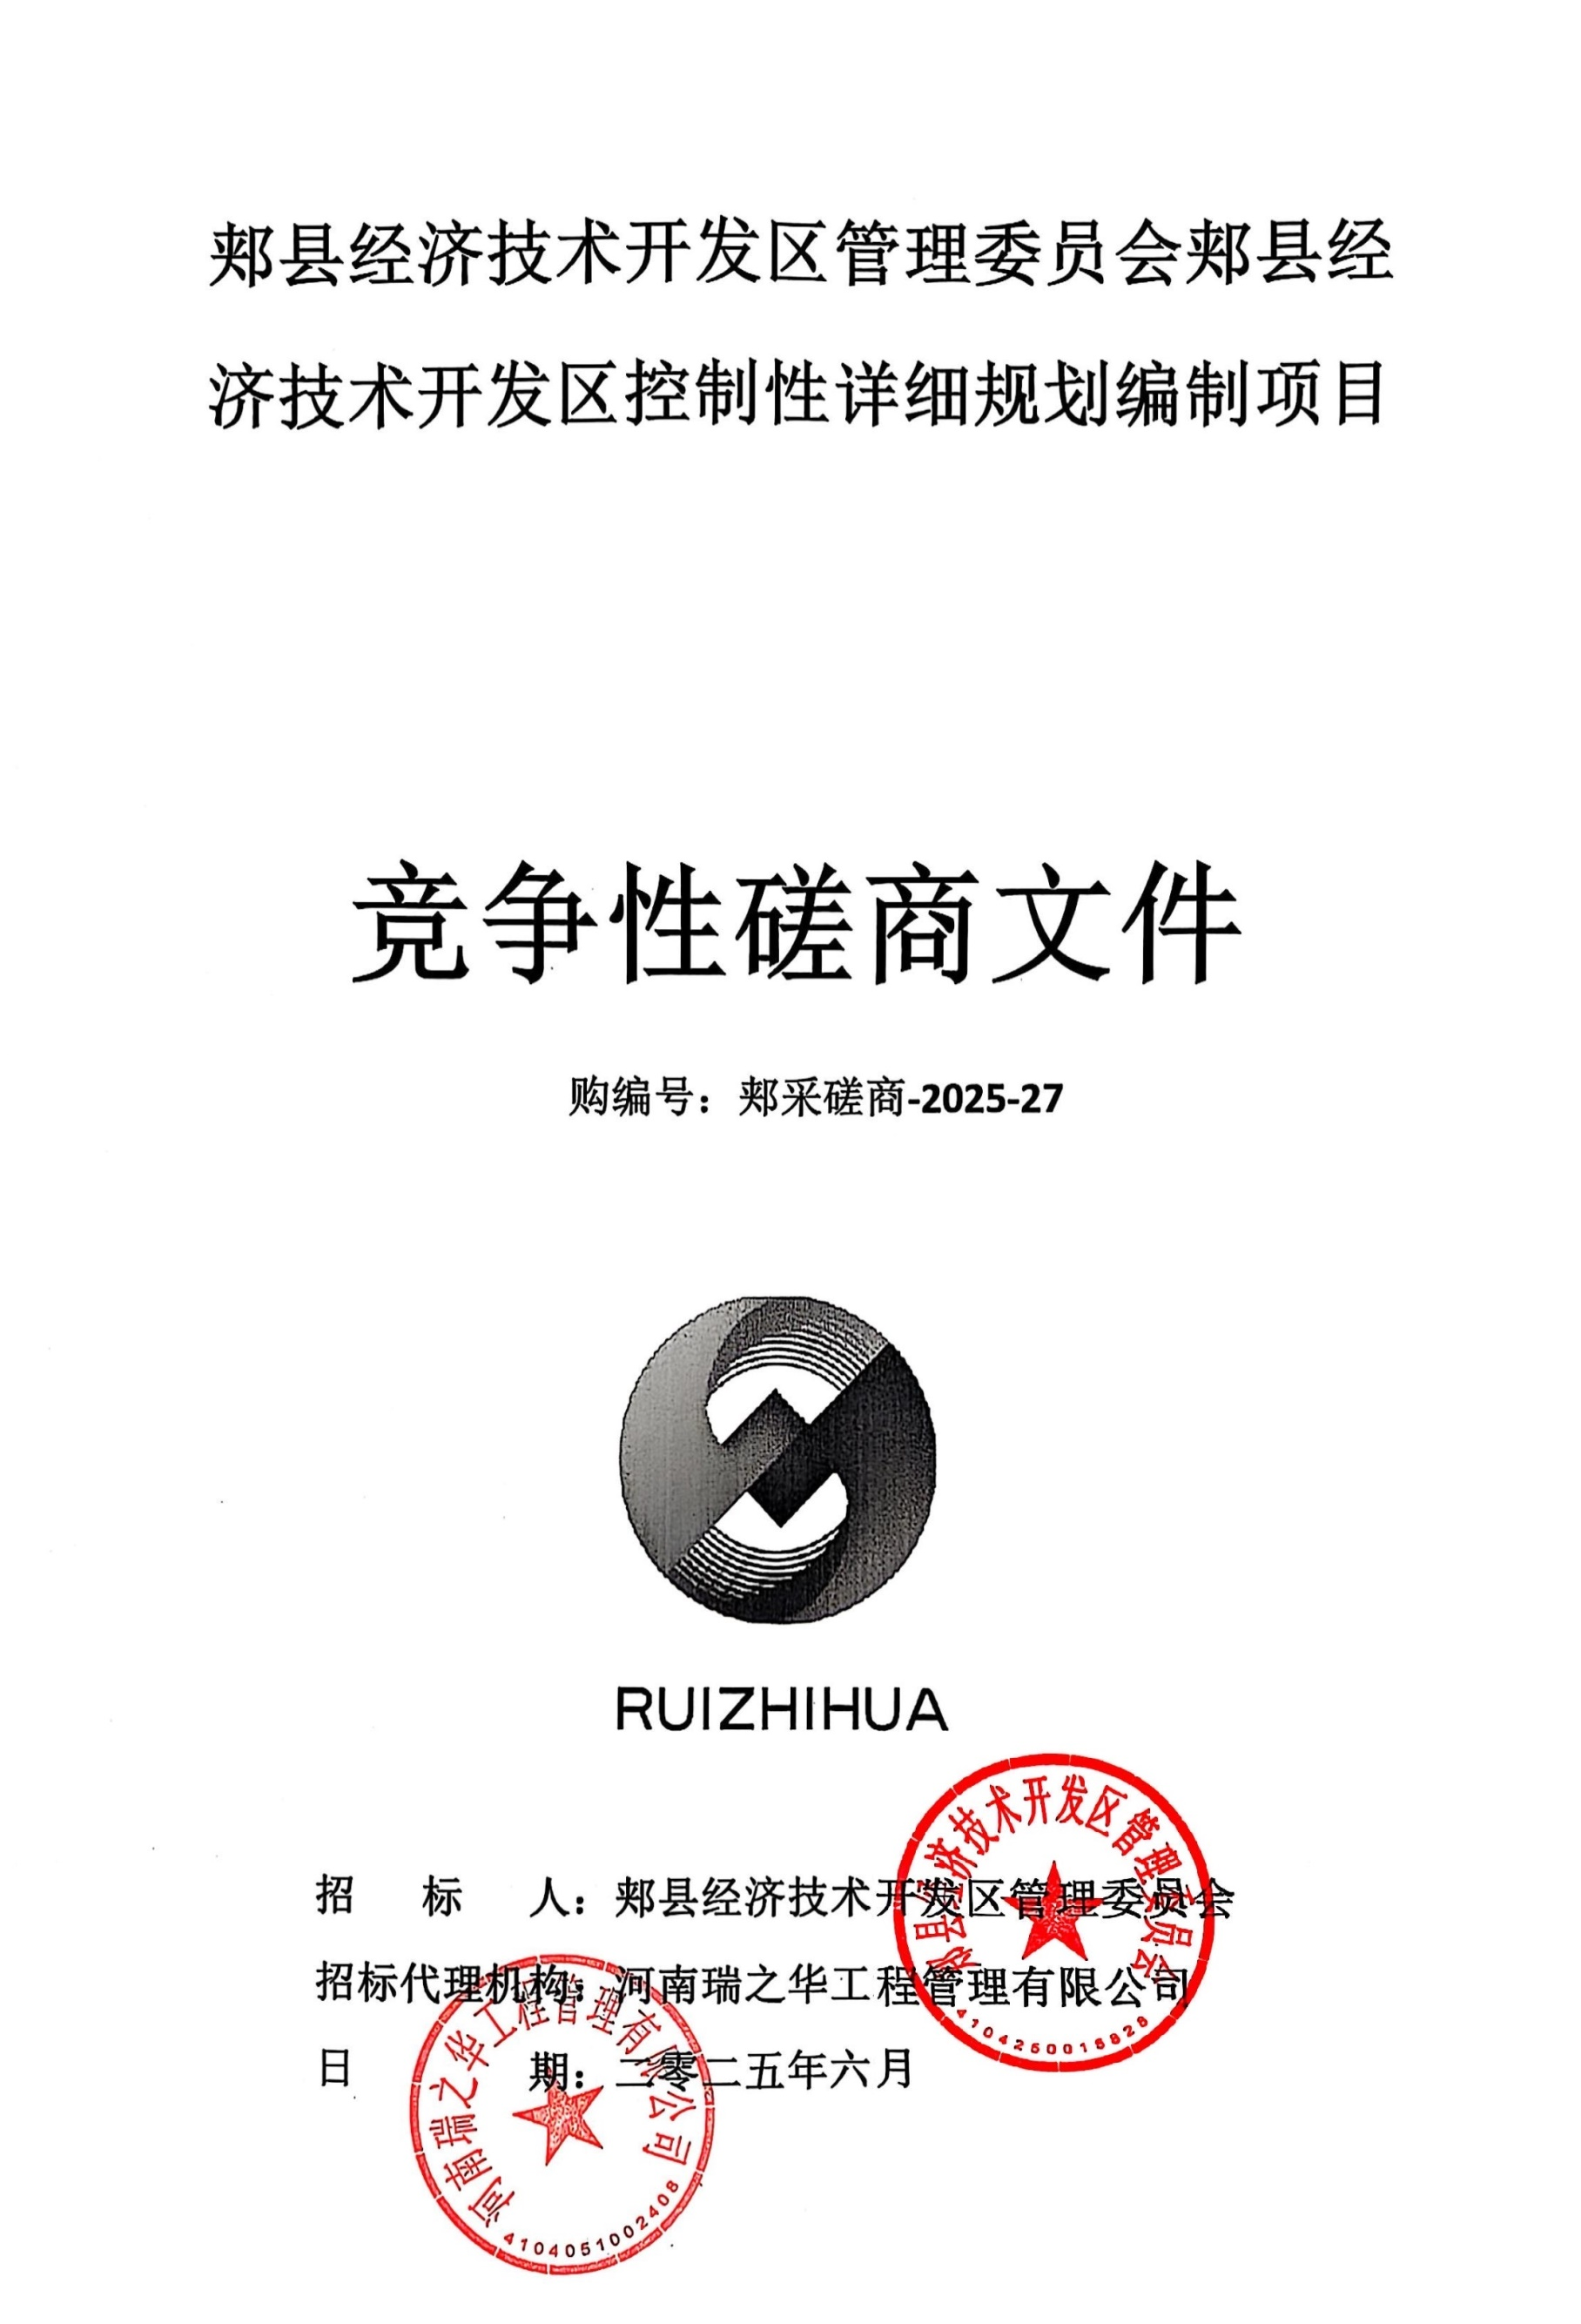 郏县经济技术开发区管理委员会郏县经
济技术开发区控制性详细规划编制项目
竞争性磋商文件
购编号：郏采磋商-2025-27
RUIZHIHUA
招 标 人：郏县经济技术开发区管理委员会
招标代理机构：河南瑞之华工程管理有限公司
日 期：二零二五年六月
郏县经济技术开发区管理委员会
河南瑞之华工程管理有限公司
4104051002408